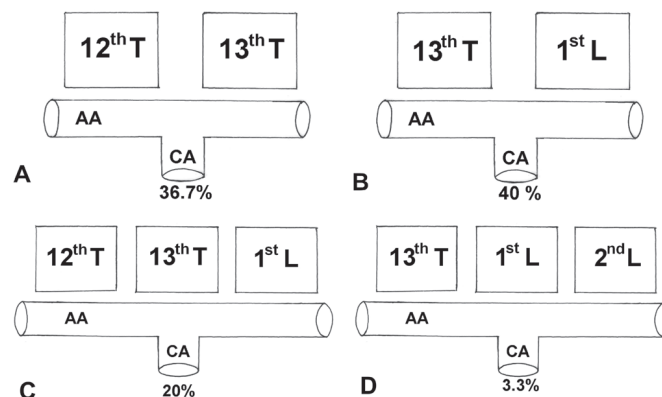 12th T 13th T
AA
CA
A 36.7%
13th T 1st L
AA
CA
B 40 %
12th T 13th T 1st L
AA
CA
C 20%
13th T 1st L 2nd L
AA
CA
D 3.3%